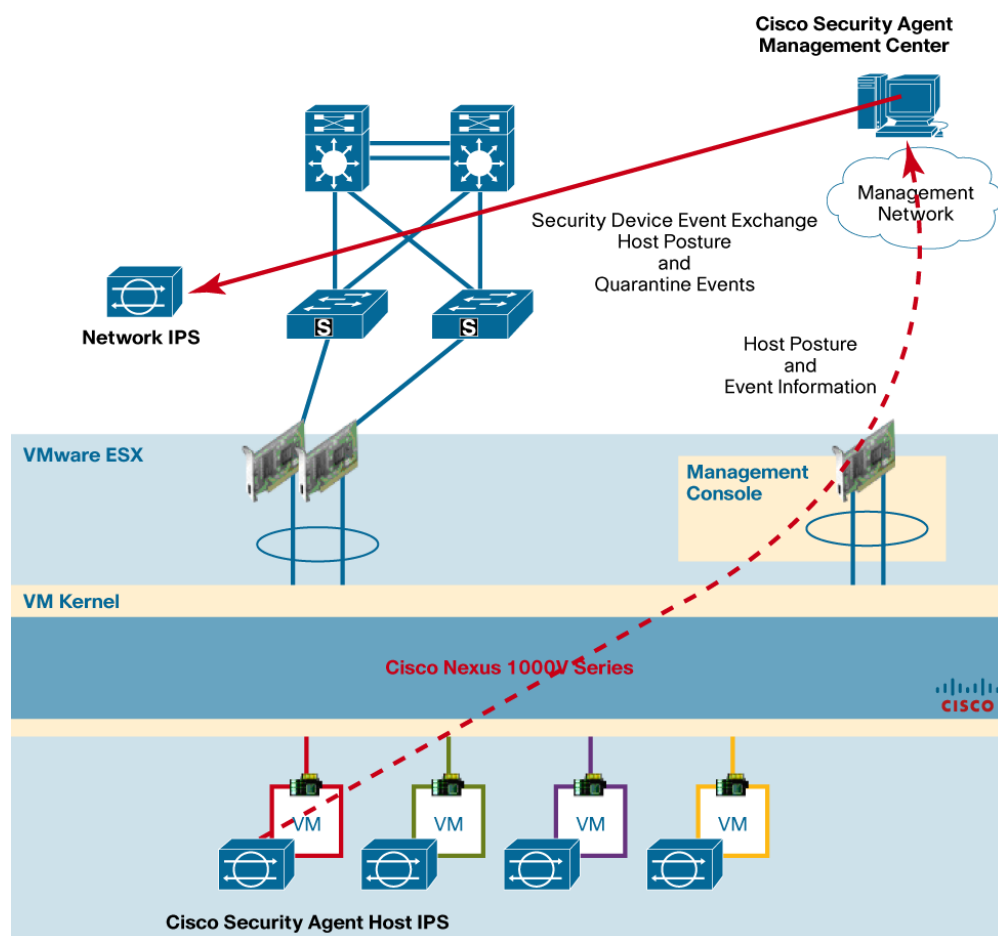 Cisco Security Agent
Management Center
Management
Network
Security Device Event Exchange
Host Posture
and
Quarantine Events
S
S
Network IPS
Host Posture
and
Event Information
VMware ESX
Management
Console
VM Kernel
Cisco Nexus 1000V Series
CISCO
VM
VM
VM
VM
Cisco Security Agent Host IPS